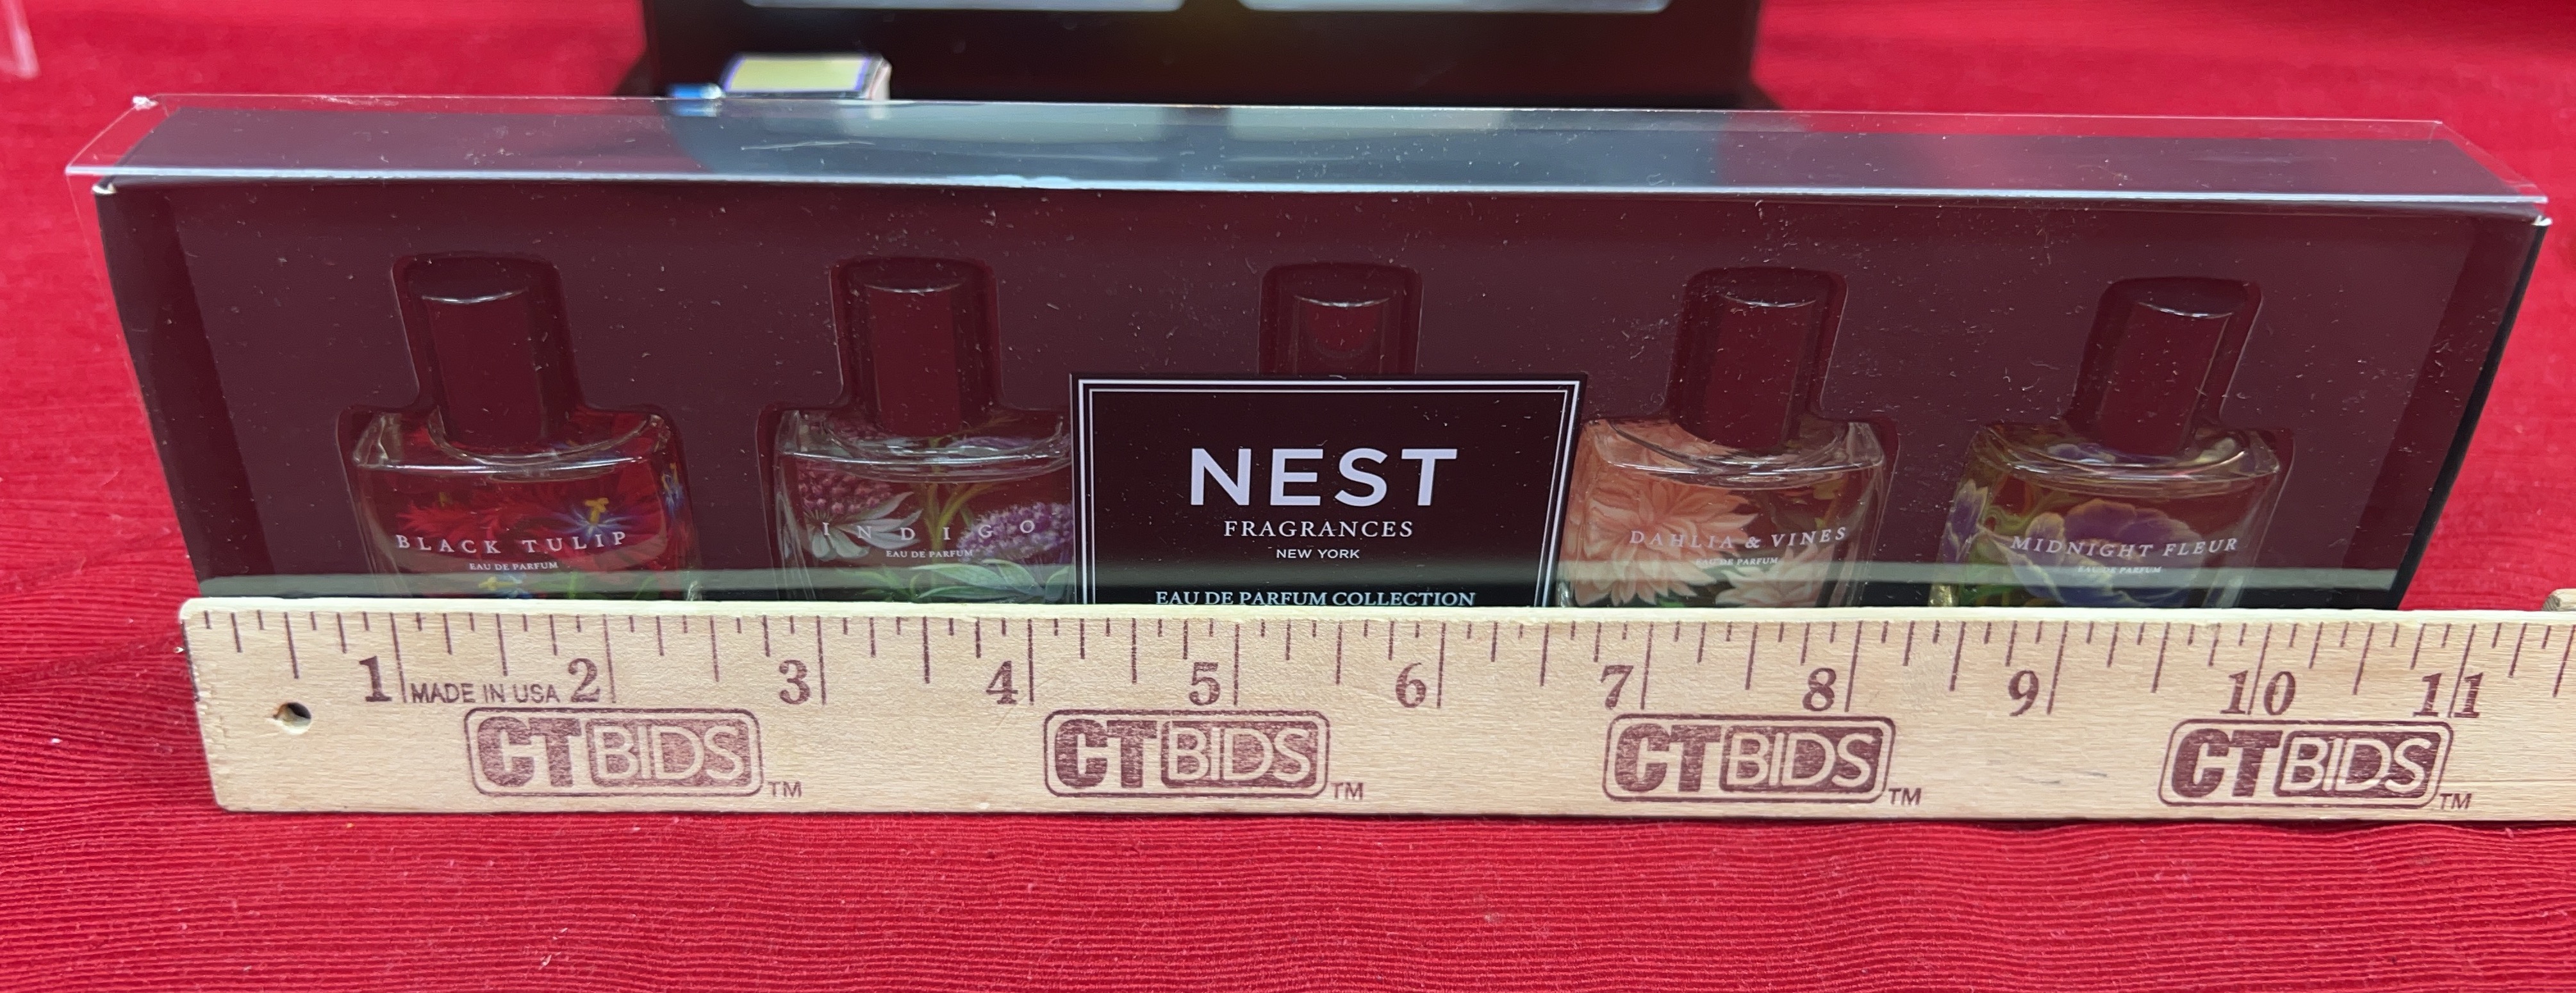 BLACK TULIP
EAU DE PARFUM
INDIGO
EAU DE PARFUM
NEST
FRAGRANCES
NEW YORK
EAU DE PARFUM COLLECTION
DAHLIA & VINES
EAU DE PARFUM
MIDNIGHT FLEUR
EAU DE PARFUM
1 2 3 4 5 6 7 8 9 10 11
MADE IN USA
CTBIDS™ CTBIDS™ CTBIDS™ CTBIDS™